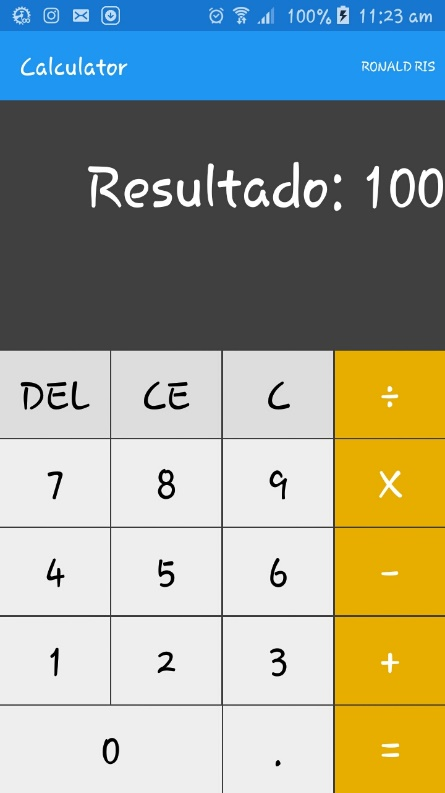 100% 11:23 am
Calculator RONALD RIS
Resultado: 100
DEL CE C ÷
7 8 9 X
4 5 6 -
1 2 3 +
0 . =